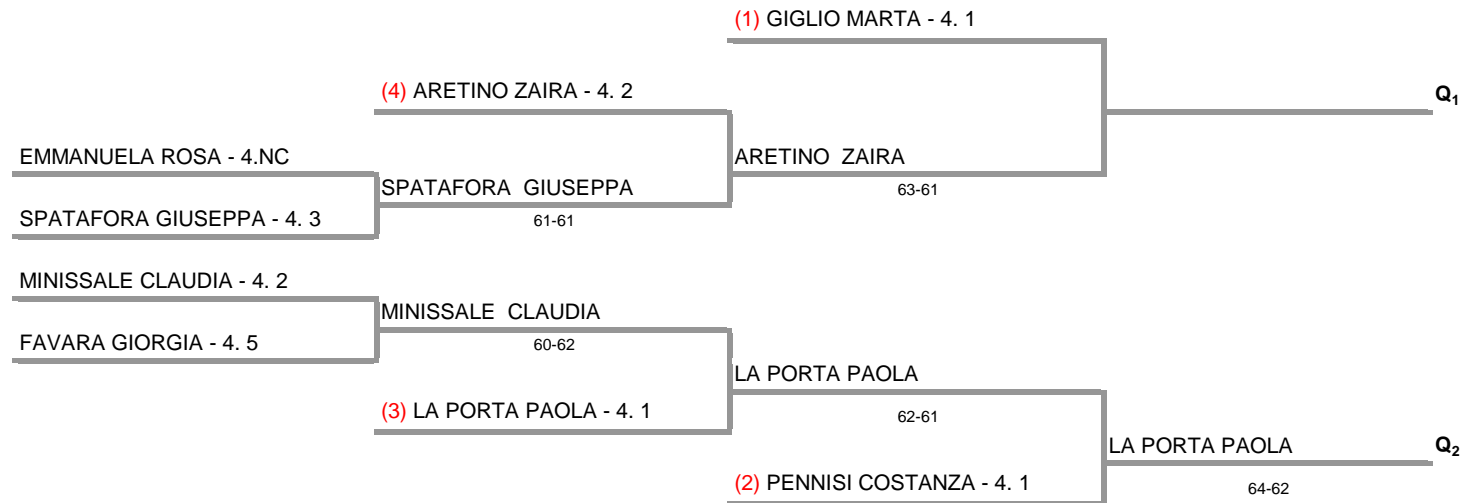 (1) GIGLIO MARTA - 4. 1
(4) ARETINO ZAIRA - 4. 2
Q1
EMMANUELA ROSA - 4.NC
ARETINO ZAIRA
SPATAFORA GIUSEPPA
63-61
SPATAFORA GIUSEPPA - 4. 3
61-61
MINISSALE CLAUDIA - 4. 2
MINISSALE CLAUDIA
FAVARA GIORGIA - 4. 5
60-62
LA PORTA PAOLA
(3) LA PORTA PAOLA - 4. 1
62-61
LA PORTA PAOLA
Q2
(2) PENNISI COSTANZA - 4. 1
64-62